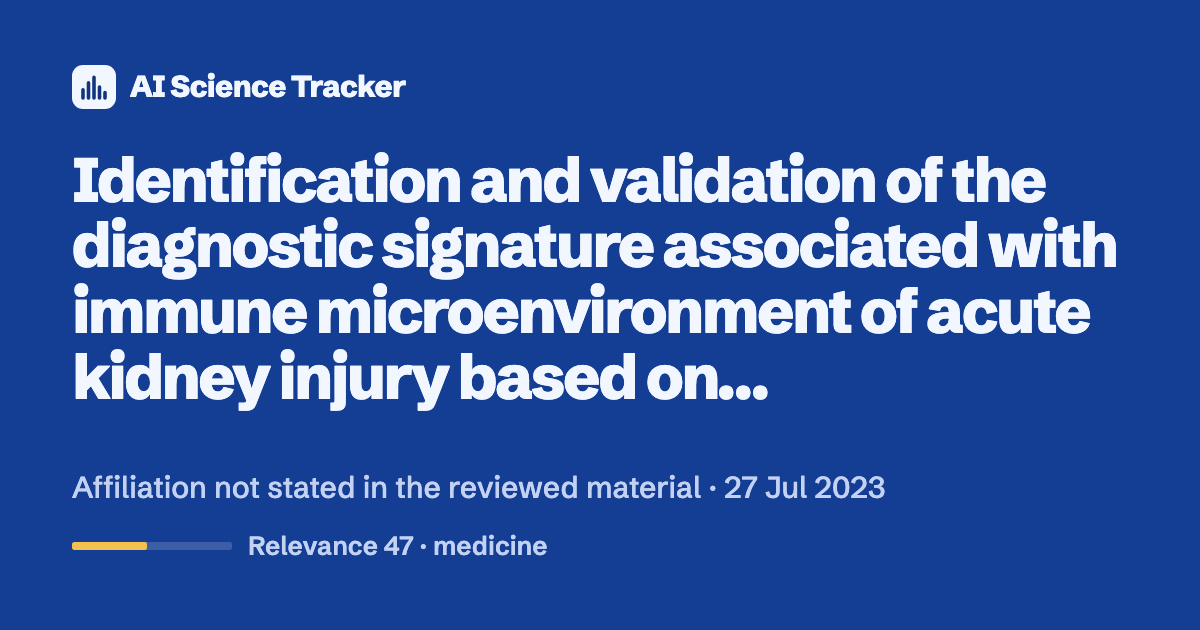 AI Science Tracker
Identification and validation of the
diagnostic signature associated with
immune microenvironment of acute
kidney injury based on...
Affiliation not stated in the reviewed material · 27 Jul 2023
Relevance 47 · medicine